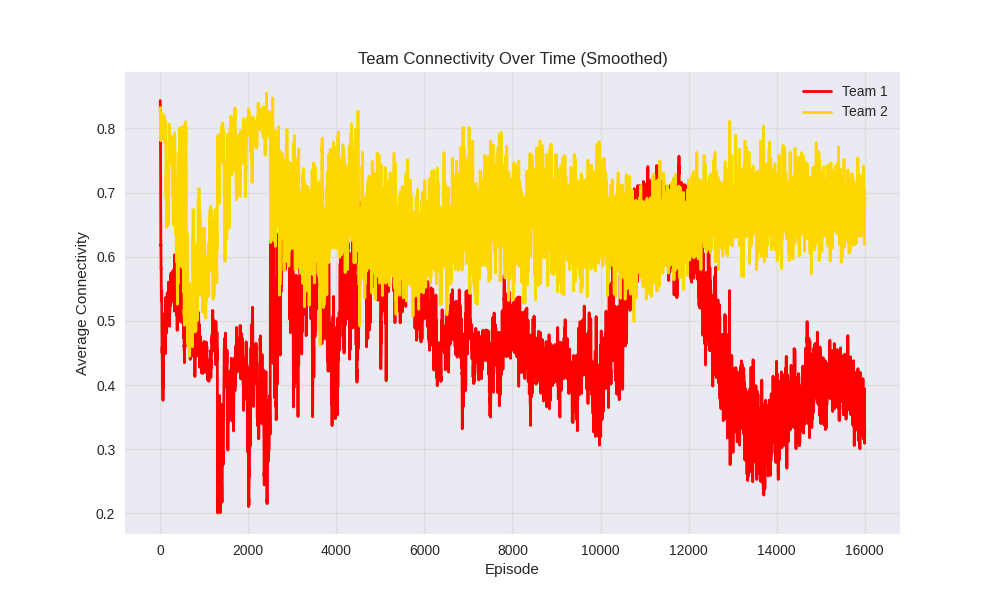 Team Connectivity Over Time (Smoothed)
Team 1
Team 2
Average Connectivity
0.8
0.7
0.6
0.5
0.4
0.3
0.2
0 2000 4000 6000 8000 10000 12000 14000 16000
Episode